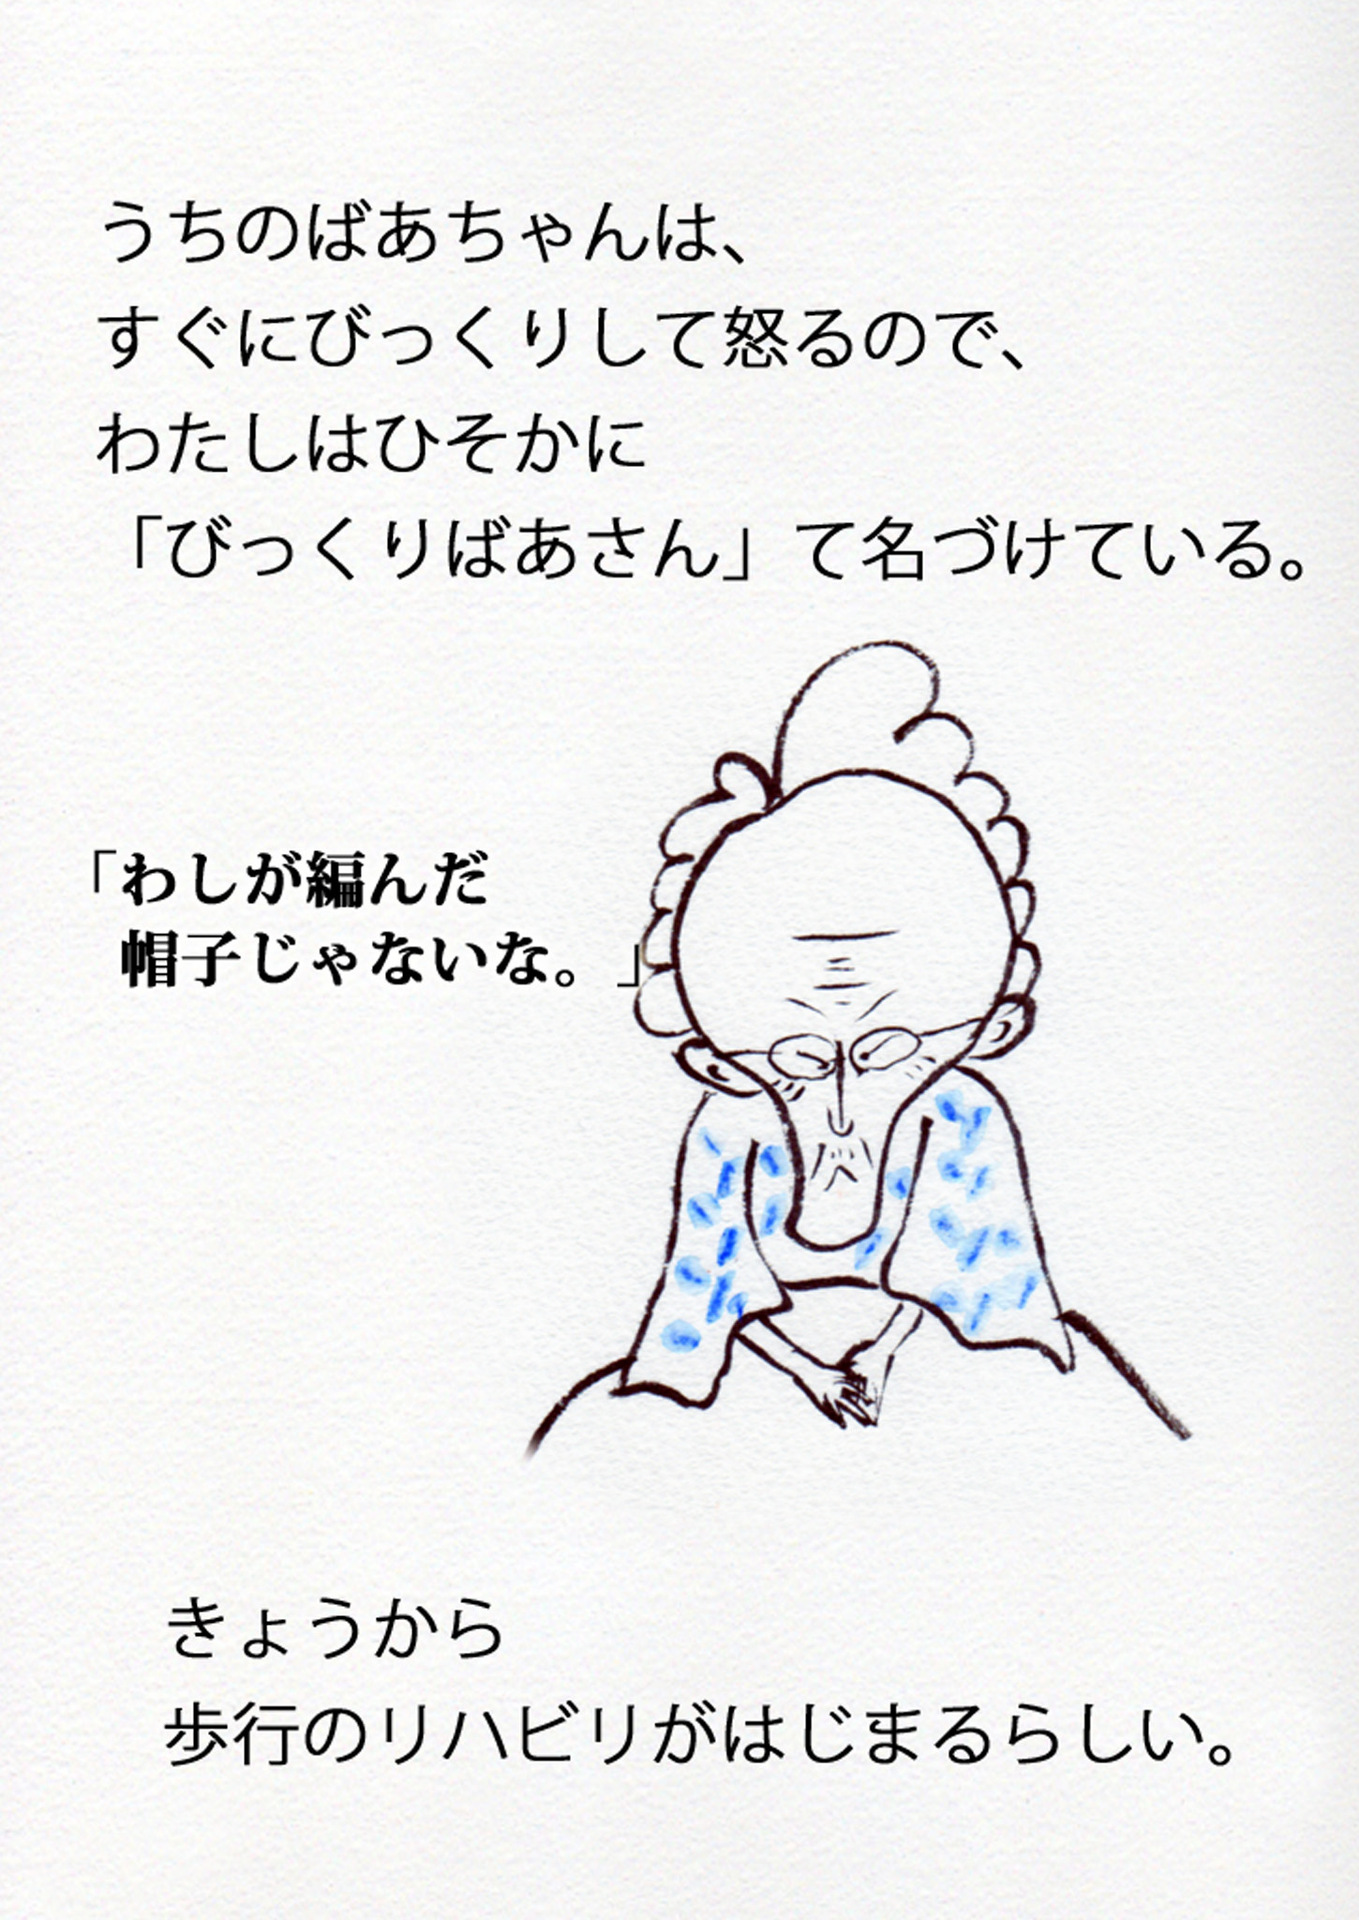 うちのばあちゃんは、
すぐにびっくりして怒るので、
わたしはひそかに
「びっくりばあさん」て名づけている。
「わしが編んだ
帽子じゃないな。」
きょうから
歩行のリハビリがはじまるらしい。